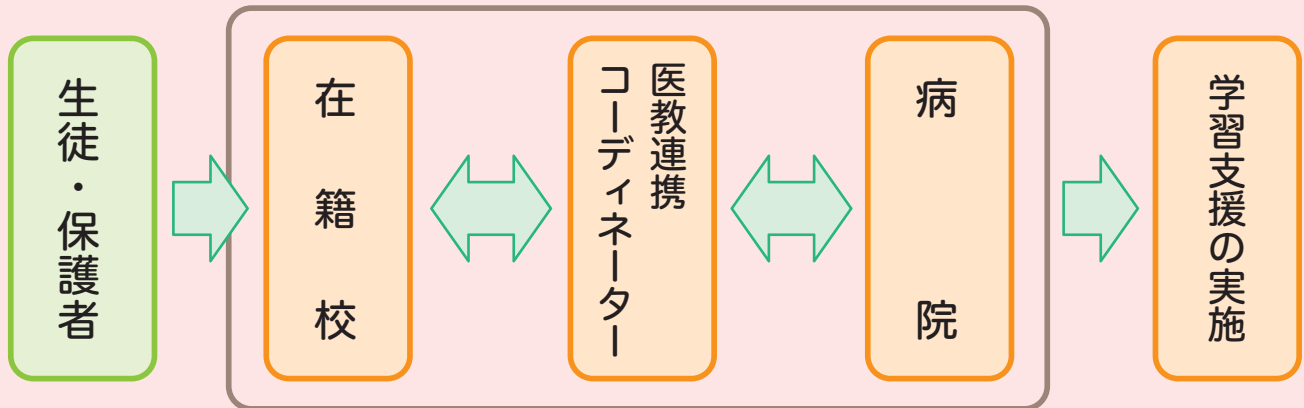 生徒・保護者
在籍校
医教連携
コーディネーター
病院
学習支援の実施